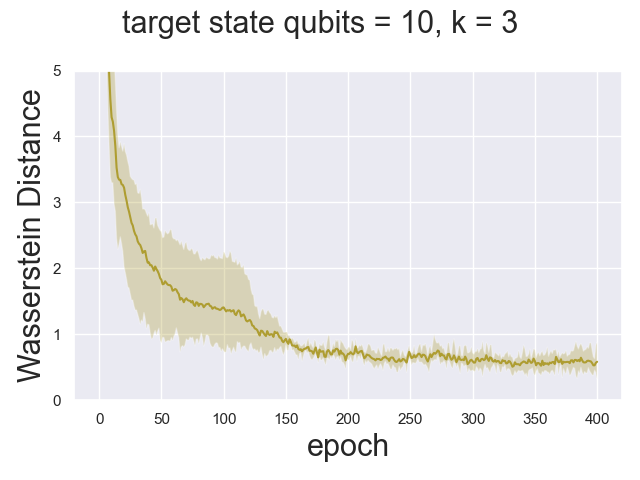 target state qubits = 10, k = 3
5
4
3
2
1
0
Wasserstein Distance
0 50 100 150 200 250 300 350 400
epoch